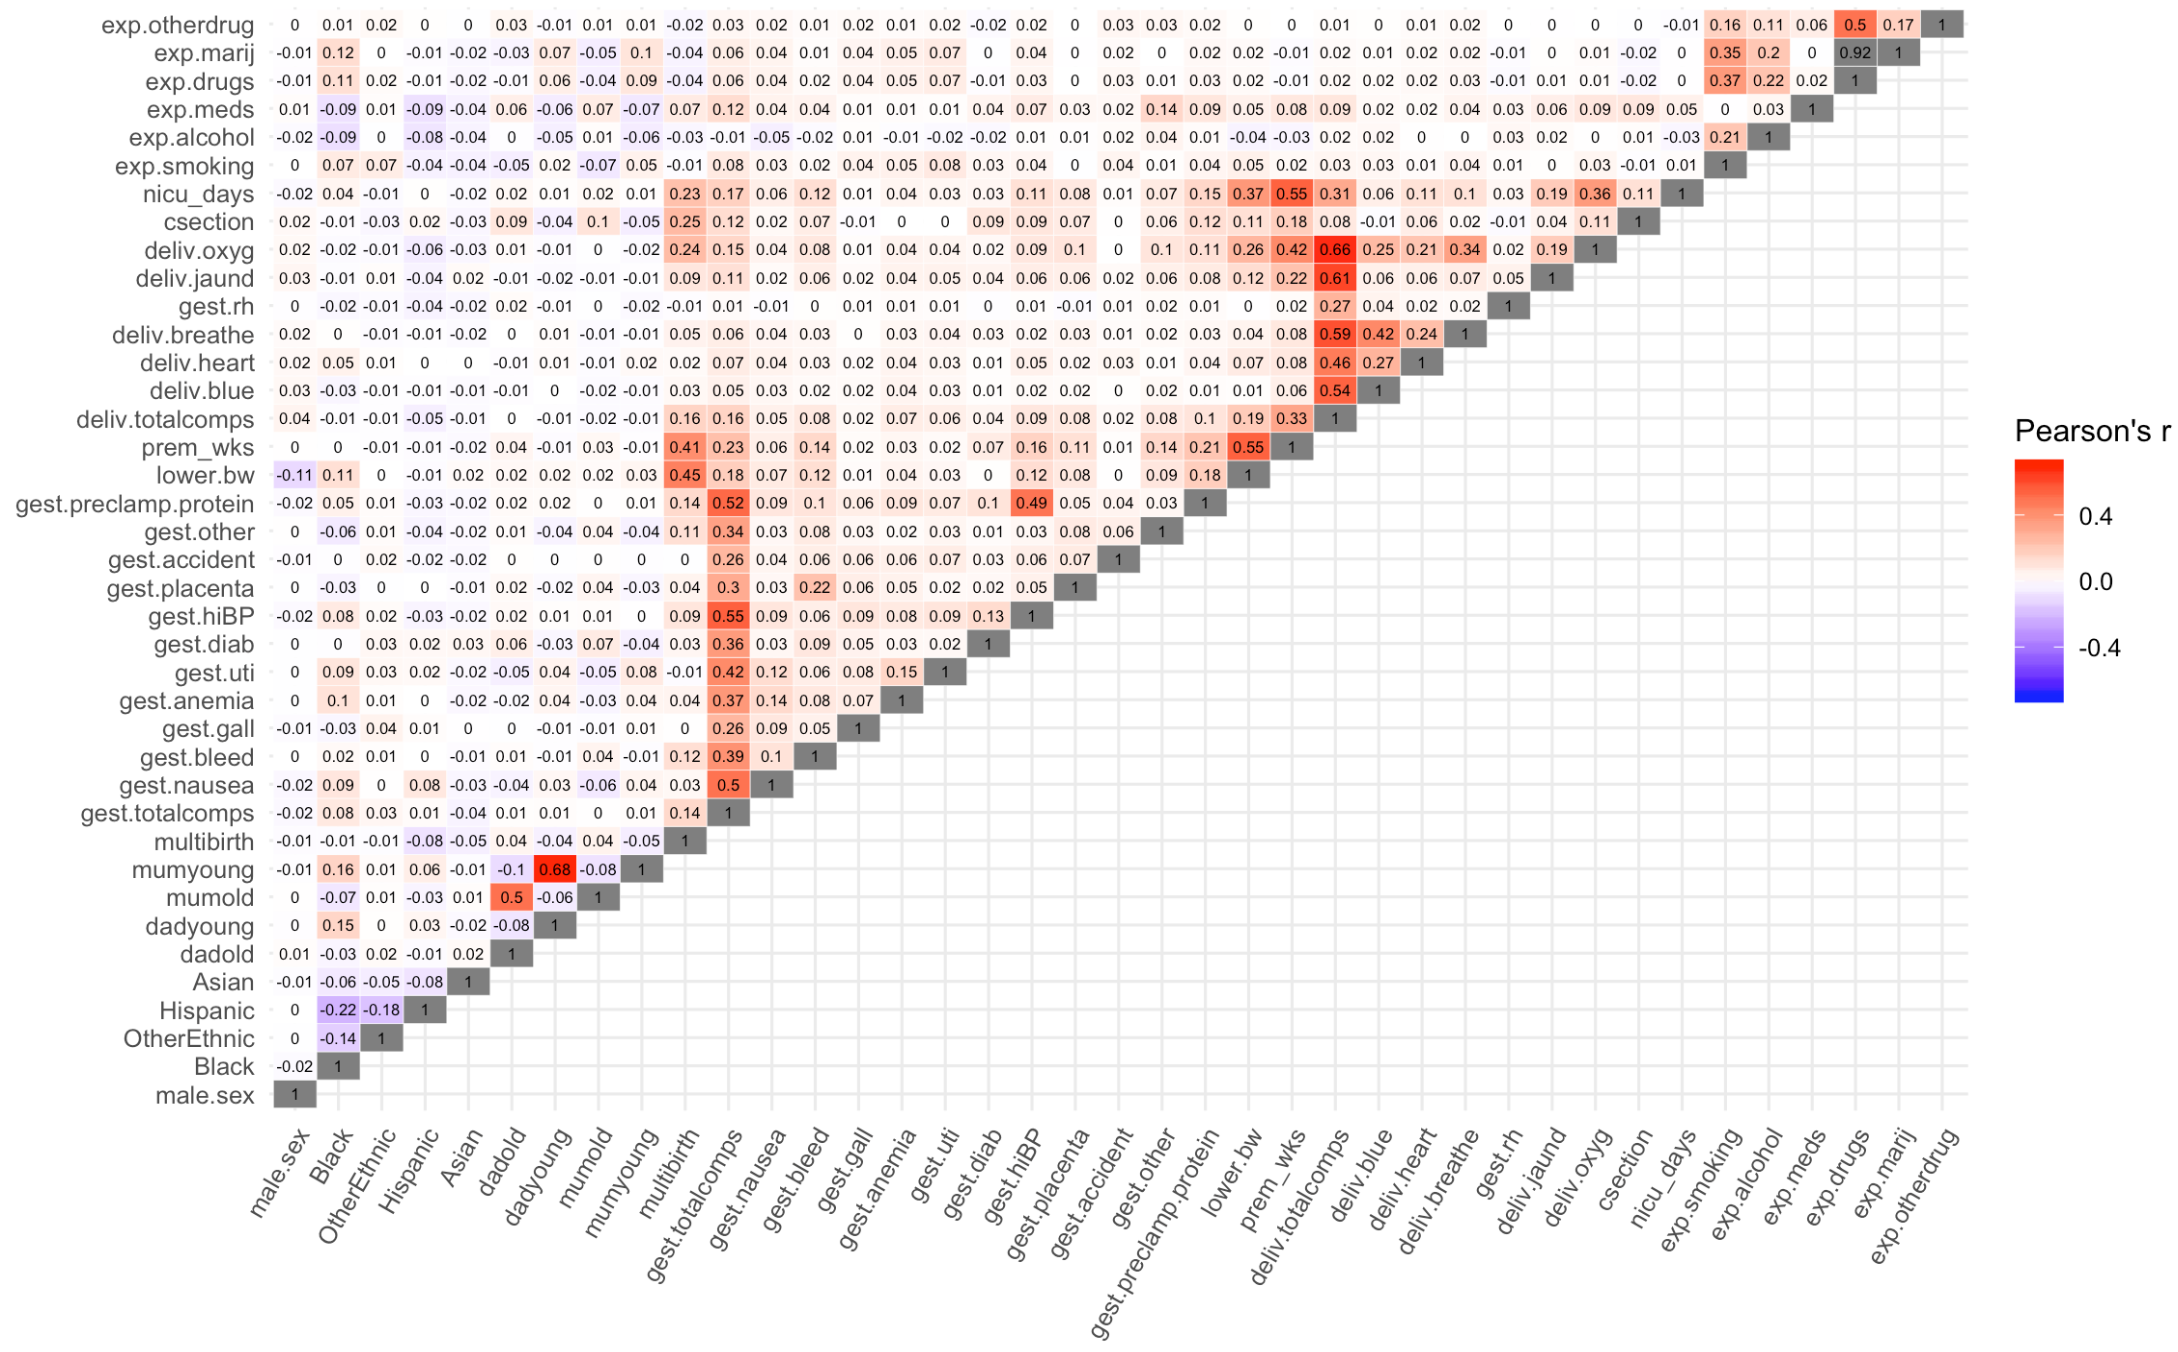 exp.otherdrug 0 0.01 0.02 0 0 0.03 -0.01 0.01 0.01 -0.02 0.03 0.02 0.01 0.02 0.01 0.02 -0.02 0.02 0 0.03 0.03 0.02 0 0 0.01 0 0.01 0.02 0 0 0 0 -0.01 0.16 0.11 0.06 0.5 0.17 1
exp.marij -0.01 0.12 0 -0.01 -0.02 -0.03 0.07 -0.05 0.1 -0.04 0.06 0.04 0.01 0.04 0.05 0.07 0 0.04 0 0.02 0 0.02 0.02 -0.01 0.02 0.01 0.02 0.02 -0.01 0 0.01 -0.02 0 0.35 0.2 0 0.92 1
exp.drugs -0.01 0.11 0.02 -0.01 -0.02 -0.01 0.06 -0.04 0.09 -0.04 0.06 0.04 0.02 0.04 0.05 0.07 -0.01 0.03 0 0.03 0.01 0.03 0.02 -0.01 0.02 0.02 0.02 0.03 -0.01 0.01 0.01 -0.02 0 0.37 0.22 0.02 1
exp.meds 0.01 -0.09 0.01 -0.09 -0.04 0.06 -0.06 0.07 -0.07 0.07 0.12 0.04 0.04 0.01 0.01 0.01 0.04 0.07 0.03 0.02 0.14 0.09 0.05 0.08 0.09 0.02 0.02 0.04 0.03 0.06 0.09 0.09 0.05 0 0.03 1
exp.alcohol -0.02 -0.09 0 -0.08 -0.04 0 -0.05 0.01 -0.06 -0.03 -0.01 -0.05 -0.02 0.01 -0.01 -0.02 -0.02 0.01 0.01 0.02 0.04 0.01 -0.04 -0.03 0.02 0.02 0 0 0.03 0.02 0 0.01 -0.03 0.21 1
exp.smoking 0 0.07 0.07 -0.04 -0.04 -0.05 0.02 -0.07 0.05 -0.01 0.08 0.03 0.02 0.04 0.05 0.08 0.03 0.04 0 0.04 0.01 0.04 0.05 0.02 0.03 0.03 0.01 0.04 0.01 0 0.03 -0.01 0.01 1
nicu_days -0.02 0.04 -0.01 0 -0.02 0.02 0.01 0.02 0.01 0.23 0.17 0.06 0.12 0.01 0.04 0.03 0.03 0.11 0.08 0.01 0.07 0.15 0.37 0.55 0.31 0.06 0.11 0.1 0.03 0.19 0.36 0.11 1
csection 0.02 -0.01 -0.03 0.02 -0.03 0.09 -0.04 0.1 -0.05 0.25 0.12 0.02 0.07 -0.01 0 0 0.09 0.09 0.07 0 0.06 0.12 0.11 0.18 0.08 -0.01 0.06 0.02 -0.01 0.04 0.11 1
deliv.oxyg 0.02 -0.02 -0.01 -0.06 -0.03 0.01 -0.01 0 -0.02 0.24 0.15 0.04 0.08 0.01 0.04 0.04 0.02 0.09 0.1 0 0.1 0.11 0.26 0.42 0.66 0.25 0.21 0.34 0.02 0.19 1
deliv.jaund 0.03 -0.01 0.01 -0.04 0.02 -0.01 -0.02 -0.01 -0.01 0.09 0.11 0.02 0.06 0.02 0.04 0.05 0.04 0.06 0.06 0.02 0.06 0.08 0.12 0.22 0.61 0.06 0.06 0.07 0.05 1
gest.rh 0 -0.02 -0.01 -0.04 -0.02 0.02 -0.01 0 -0.02 -0.01 0.01 -0.01 0 0.01 0.01 0.01 0 0.01 -0.01 0.01 0.02 0.01 0 0.02 0.27 0.04 0.02 0.02 1
deliv.breathe 0.02 0 -0.01 -0.01 -0.02 0 0.01 -0.01 -0.01 0.05 0.06 0.04 0.03 0 0.03 0.04 0.03 0.02 0.03 0.01 0.02 0.03 0.04 0.08 0.59 0.42 0.24 1
deliv.heart 0.02 0.05 0.01 0 0 -0.01 0.01 -0.01 0.02 0.02 0.07 0.04 0.03 0.02 0.04 0.03 0.01 0.05 0.02 0.03 0.01 0.04 0.07 0.08 0.46 0.27 1
deliv.blue 0.03 -0.03 -0.01 -0.01 -0.01 -0.01 0 -0.02 -0.01 0.03 0.05 0.03 0.02 0.02 0.04 0.03 0.01 0.02 0.02 0 0.02 0.01 0.01 0.06 0.54 1
deliv.totalcomps 0.04 -0.01 -0.01 -0.05 -0.01 0 -0.01 -0.02 -0.01 0.16 0.16 0.05 0.08 0.02 0.07 0.06 0.04 0.09 0.08 0.02 0.08 0.1 0.19 0.33 1
prem_wks 0 0 -0.01 -0.01 -0.02 0.04 -0.01 0.03 -0.01 0.41 0.23 0.06 0.14 0.02 0.03 0.02 0.07 0.16 0.11 0.01 0.14 0.21 0.55 1
lower.bw -0.11 0.11 0 -0.01 0.02 0.02 0.02 0.02 0.03 0.45 0.18 0.07 0.12 0.01 0.04 0.03 0 0.12 0.08 0 0.09 0.18 1
gest.preclamp.protein -0.02 0.05 0.01 -0.03 -0.02 0.02 0.02 0 0.01 0.14 0.52 0.09 0.1 0.06 0.09 0.07 0.1 0.49 0.05 0.04 0.03 1
gest.other 0 -0.06 0.01 -0.04 -0.02 0.01 -0.04 0.04 -0.04 0.11 0.34 0.03 0.08 0.03 0.02 0.03 0.01 0.03 0.08 0.06 1
gest.accident -0.01 0 0.02 -0.02 -0.02 0 0 0 0 0 0.26 0.04 0.06 0.06 0.06 0.07 0.03 0.06 0.07 1
gest.placenta 0 -0.03 0 0 -0.01 0.02 -0.02 0.04 -0.03 0.04 0.3 0.03 0.22 0.06 0.05 0.02 0.02 0.05 1
gest.hiBP -0.02 0.08 0.02 -0.03 -0.02 0.02 0.01 0.01 0 0.09 0.55 0.09 0.06 0.09 0.08 0.09 0.13 1
gest.diab 0 0 0.03 0.02 0.03 0.06 -0.03 0.07 -0.04 0.03 0.36 0.03 0.09 0.05 0.03 0.02 1
gest.uti 0 0.09 0.03 0.02 -0.02 -0.05 0.04 -0.05 0.08 -0.01 0.42 0.12 0.06 0.08 0.15 1
gest.anemia 0 0.1 0.01 0 -0.02 -0.02 0.04 -0.03 0.04 0.04 0.37 0.14 0.08 0.07 1
gest.gall -0.01 -0.03 0.04 0.01 0 0 -0.01 -0.01 0.01 0 0.26 0.09 0.05 1
gest.bleed 0 0.02 0.01 0 -0.01 0.01 -0.01 0.04 -0.01 0.12 0.39 0.1 1
gest.nausea -0.02 0.09 0 0.08 -0.03 -0.04 0.03 -0.06 0.04 0.03 0.5 1
gest.totalcomps -0.02 0.08 0.03 0.01 -0.04 0.01 0.01 0 0.01 0.14 1
multibirth -0.01 -0.01 -0.01 -0.08 -0.05 0.04 -0.04 0.04 -0.05 1
mumyoung -0.01 0.16 0.01 0.06 -0.01 -0.1 0.68 -0.08 1
mumold 0 -0.07 0.01 -0.03 0.01 0.5 -0.06 1
dadyoung 0 0.15 0 0.03 -0.02 -0.08 1
dadold 0.01 -0.03 0.02 -0.01 0.02 1
Asian -0.01 -0.06 -0.05 -0.08 1
Hispanic 0 -0.22 -0.18 1
OtherEthnic 0 -0.14 1
Black -0.02 1
male.sex 1
male.sex Black OtherEthnic Hispanic Asian dadold dadyoung mumold mumyoung multibirth gest.totalcomps gest.nausea gest.bleed gest.gall gest.anemia gest.uti gest.diab gest.hiBP gest.placenta gest.accident gest.other gest.preclamp.protein lower.bw prem_wks deliv.totalcomps deliv.blue deliv.heart deliv.breathe gest.rh deliv.jaund deliv.oxyg csection nicu_days exp.smoking exp.alcohol exp.meds exp.drugs exp.marij exp.otherdrug
Pearson's r
0.4
0.0
-0.4